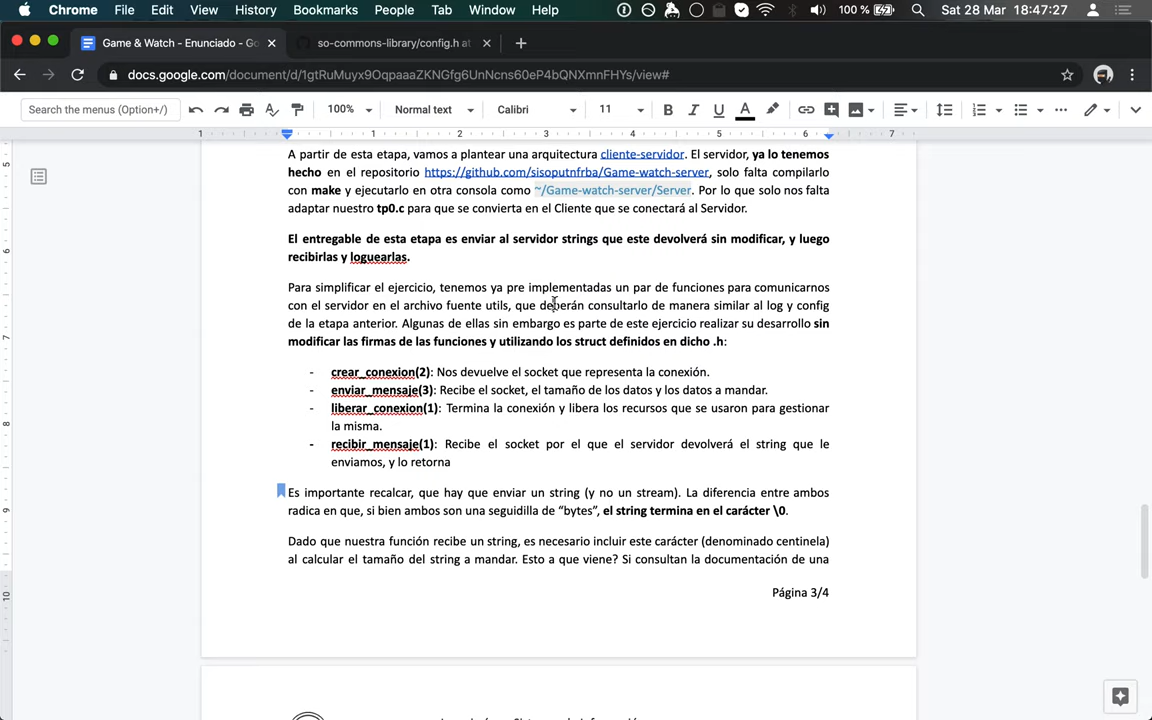 Chrome File Edit View History Bookmarks People Tab Window Help 100 % Sat 28 Mar 18:47:27
Game & Watch - Enunciado - Go so-commons-library/config.h at
docs.google.com/document/d/1gtRuMuyx9OqpaaaZKNGfg6UnNcns60eP4bQNXmnFHYs/view#
Search the menus (Option+/) 100% Normal text Calibri 11 B I U A
1 1 2 3 4 5 6 7
A partir de esta etapa, vamos a plantear una arquitectura cliente-servidor. El servidor, ya lo tenemos
hecho en el repositorio https://github.com/sisoputnfrba/Game-watch-server, solo falta compilarlo
con make y ejecutarlo en otra consola como ~/Game-watch-server/Server. Por lo que solo nos falta
adaptar nuestro tp0.c para que se convierta en el Cliente que se conectará al Servidor.
El entregable de esta etapa es enviar al servidor strings que este devolverá sin modificar, y luego
recibirlas y loguearlas.
Para simplificar el ejercicio, tenemos ya pre implementadas un par de funciones para comunicarnos
con el servidor en el archivo fuente utils, que deberán consultarlo de manera similar al log y config
de la etapa anterior. Algunas de ellas sin embargo es parte de este ejercicio realizar su desarrollo sin
modificar las firmas de las funciones y utilizando los struct definidos en dicho .h:
- crear_conexion(2): Nos devuelve el socket que representa la conexión.
- enviar_mensaje(3): Recibe el socket, el tamaño de los datos y los datos a mandar.
- liberar_conexion(1): Termina la conexión y libera los recursos que se usaron para gestionar
la misma.
- recibir_mensaje(1): Recibe el socket por el que el servidor devolverá el string que le
enviamos, y lo retorna
Es importante recalcar, que hay que enviar un string (y no un stream). La diferencia entre ambos
radica en que, si bien ambos son una seguidilla de “bytes”, el string termina en el carácter \0.
Dado que nuestra función recibe un string, es necesario incluir este carácter (denominado centinela)
al calcular el tamaño del string a mandar. Esto a que viene? Si consultan la documentación de una
Página 3/4
5
6
7
8
9
10